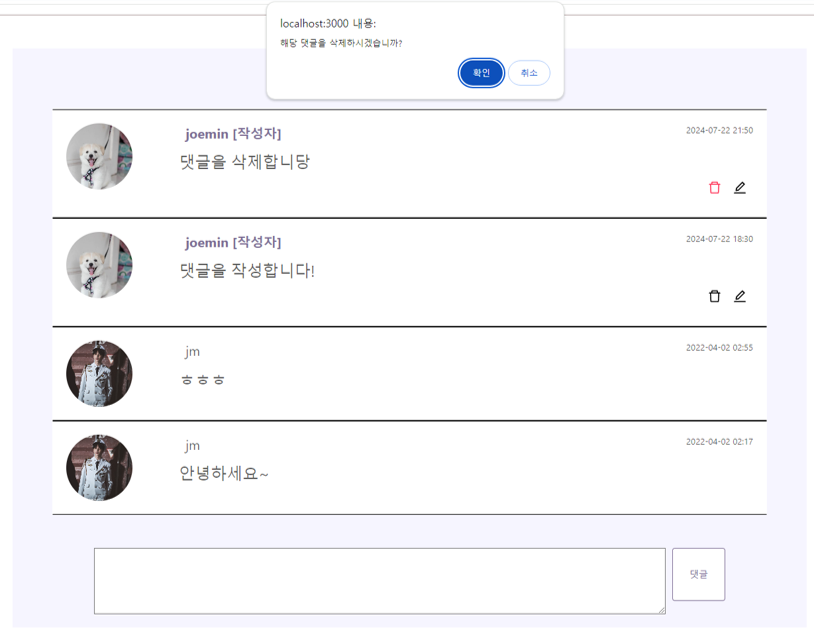 localhost:3000 내용:
해당 댓글을 삭제하시겠습니까?
확인 취소
joemin [작성자] 2024-07-22 21:50
댓글을 삭제합니당
joemin [작성자] 2024-07-22 18:30
댓글을 작성합니다!
jm 2022-04-02 02:55
ㅎㅎㅎ
jm 2022-04-02 02:17
안녕하세요~
댓글